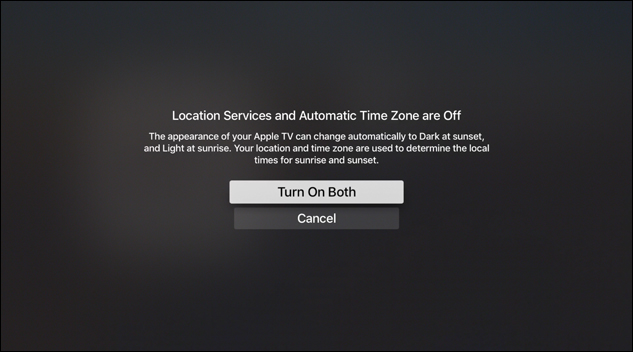 Location Services and Automatic Time Zone are Off
The appearance of your Apple TV can change automatically to Dark at sunset,
and Light at sunrise. Your location and time zone are used to determine the local
times for sunrise and sunset.
Turn On Both
Cancel